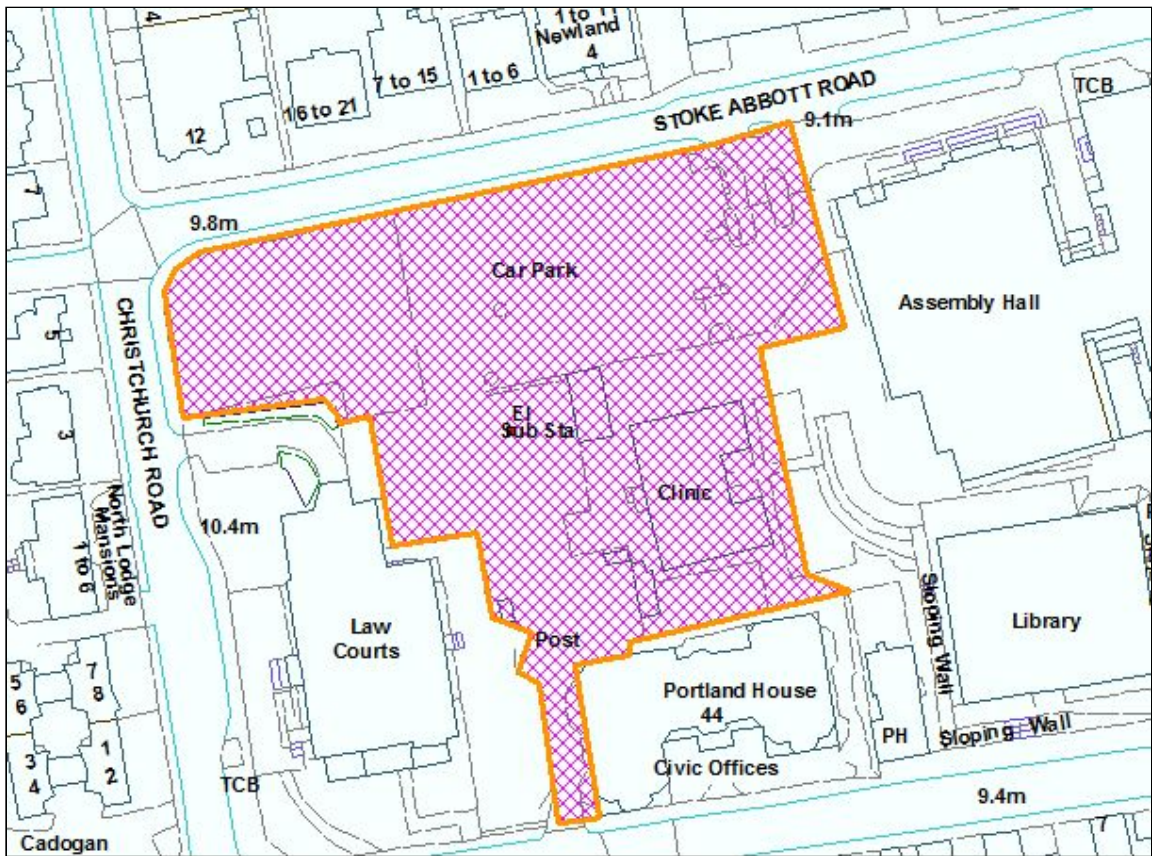 4
1 to 11
Newland
4
7 to 15
1 to 6
16 to 21
12
STOKE ABBOTT ROAD
TCB
9.1m
7
9.8m
Car Park
Assembly Hall
CHRISTCHURCH ROAD
5
3
El
Sub Sta
Clinic
North Lodge
Mansions
1 to 6
10.4m
Law
Courts
Post
Library
Sloping Wall
Portland House
44
PH
Sloping Wall
Civic Offices
7
8
5
6
1
2
3
4
TCB
9.4m
7
Cadogan